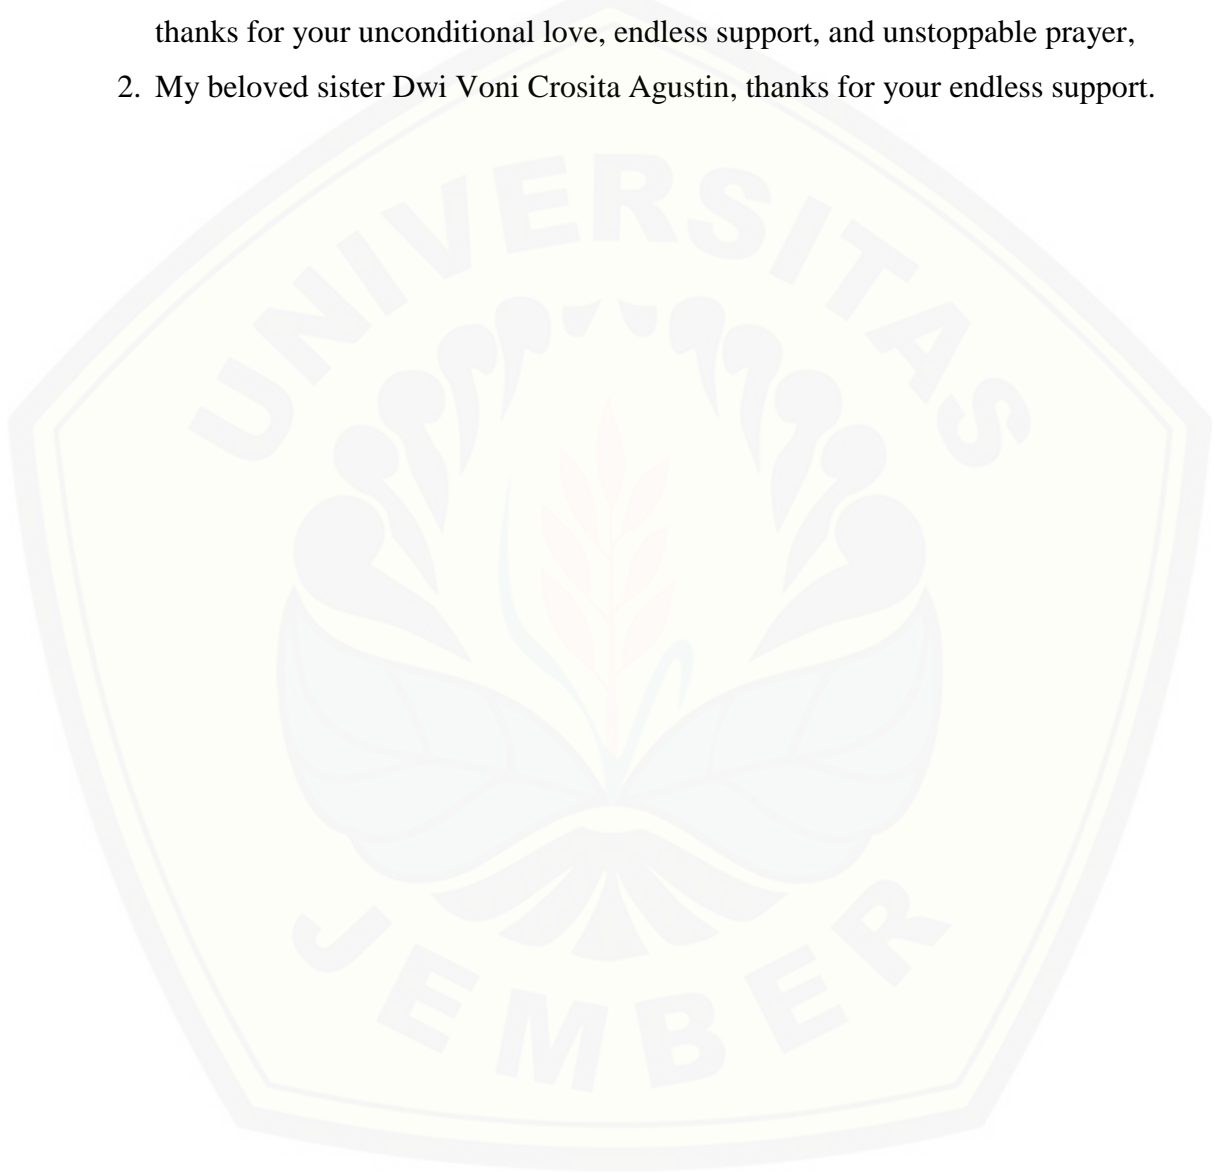 thanks for your unconditional love, endless support, and unstoppable prayer,
2. My beloved sister Dwi Voni Crosita Agustin, thanks for your endless support.
UNIVERSITAS
JEMBER